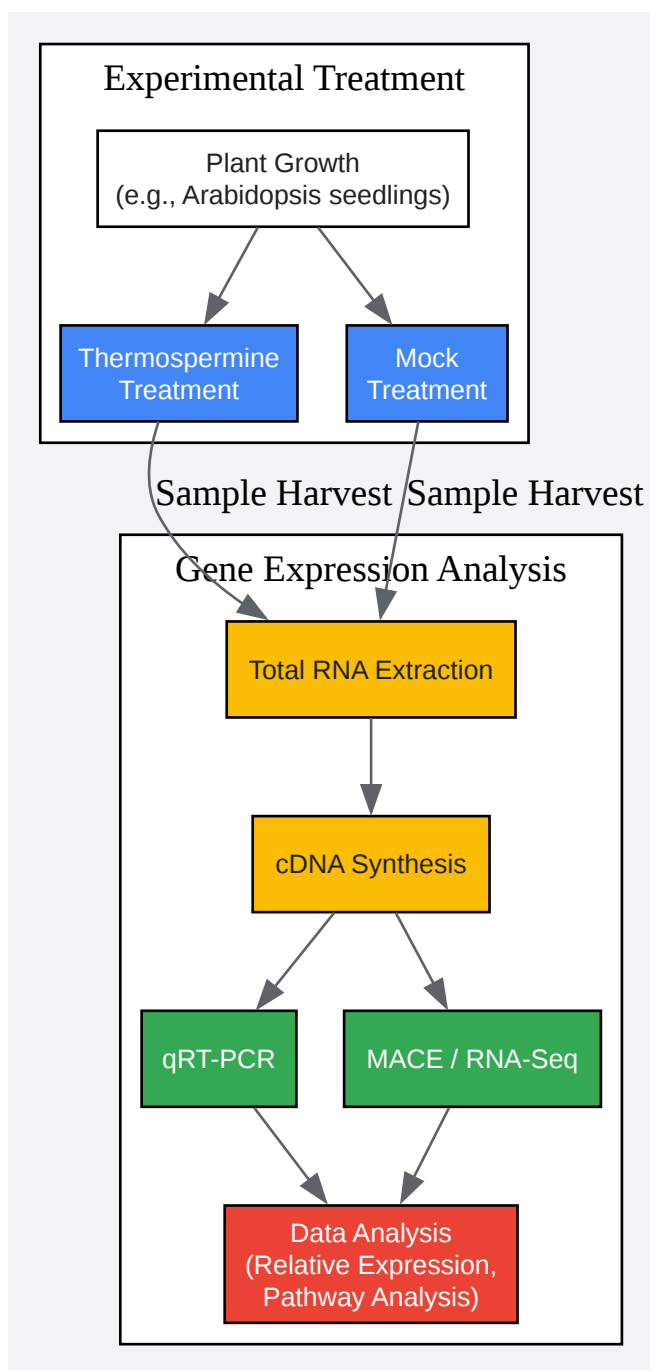 Experimental Treatment
Plant Growth
(e.g., Arabidopsis seedlings)
Thermospermine
Treatment
Mock
Treatment
Sample Harvest
Sample Harvest
Gene Expression Analysis
Total RNA Extraction
cDNA Synthesis
qRT-PCR
MACE / RNA-Seq
Data Analysis
(Relative Expression,
Pathway Analysis)